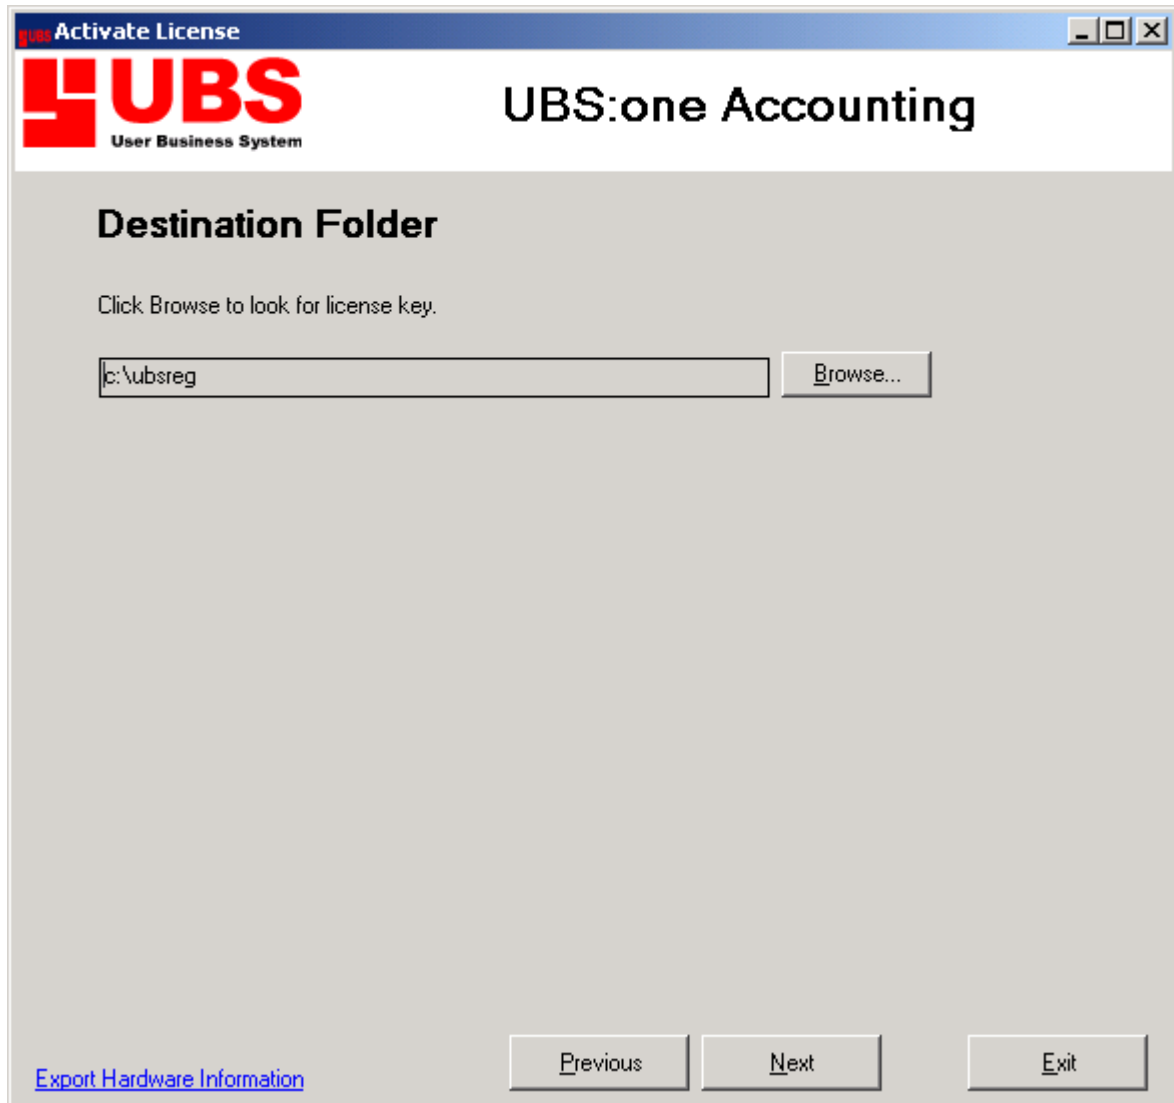 UBS Activate License
UBS
User Business System
UBS:one Accounting
Destination Folder
Click Browse to look for license key.
c:\ubsreg
Browse...
Previous
Next
Exit
Export Hardware Information